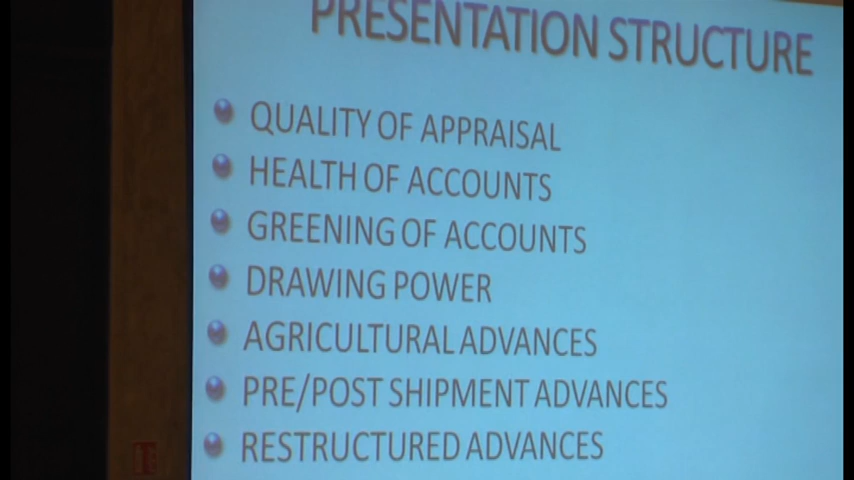 PRESENTATION STRUCTURE
QUALITY OF APPRAISAL
HEALTH OF ACCOUNTS
GREENING OF ACCOUNTS
DRAWING POWER
AGRICULTURAL ADVANCES
PRE/POST SHIPMENT ADVANCES
RESTRUCTURED ADVANCES